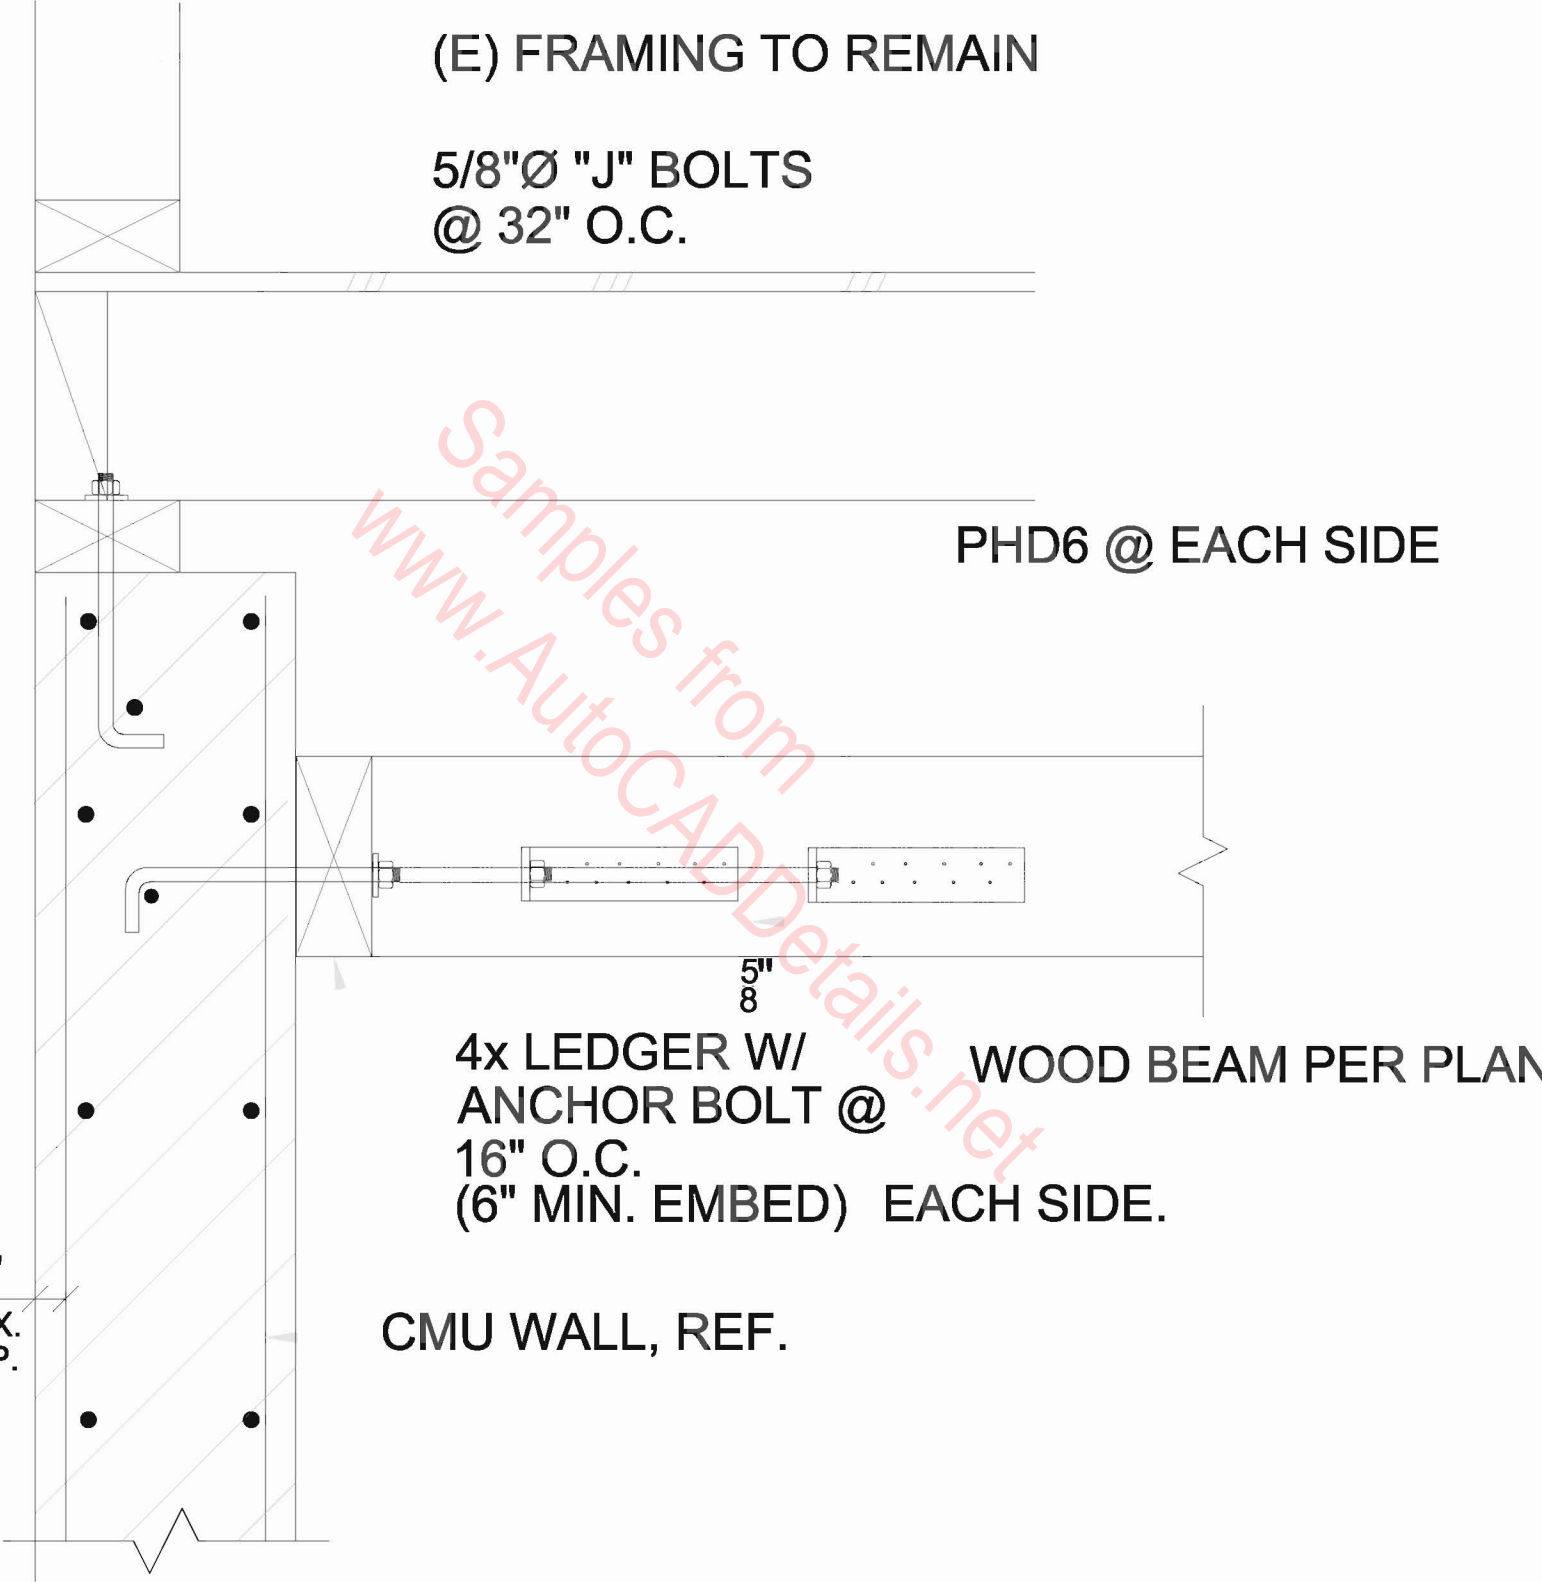 (E) FRAMING TO REMAIN
5/8"Ø "J" BOLTS
@ 32" O.C.
Samples from
www.AutoCADDetails.net
PHD6 @ EACH SIDE
5"
8
4x LEDGER W/
ANCHOR BOLT @
16" O.C.
(6" MIN. EMBED) EACH SIDE.
WOOD BEAM PER PLAN
CMU WALL, REF.